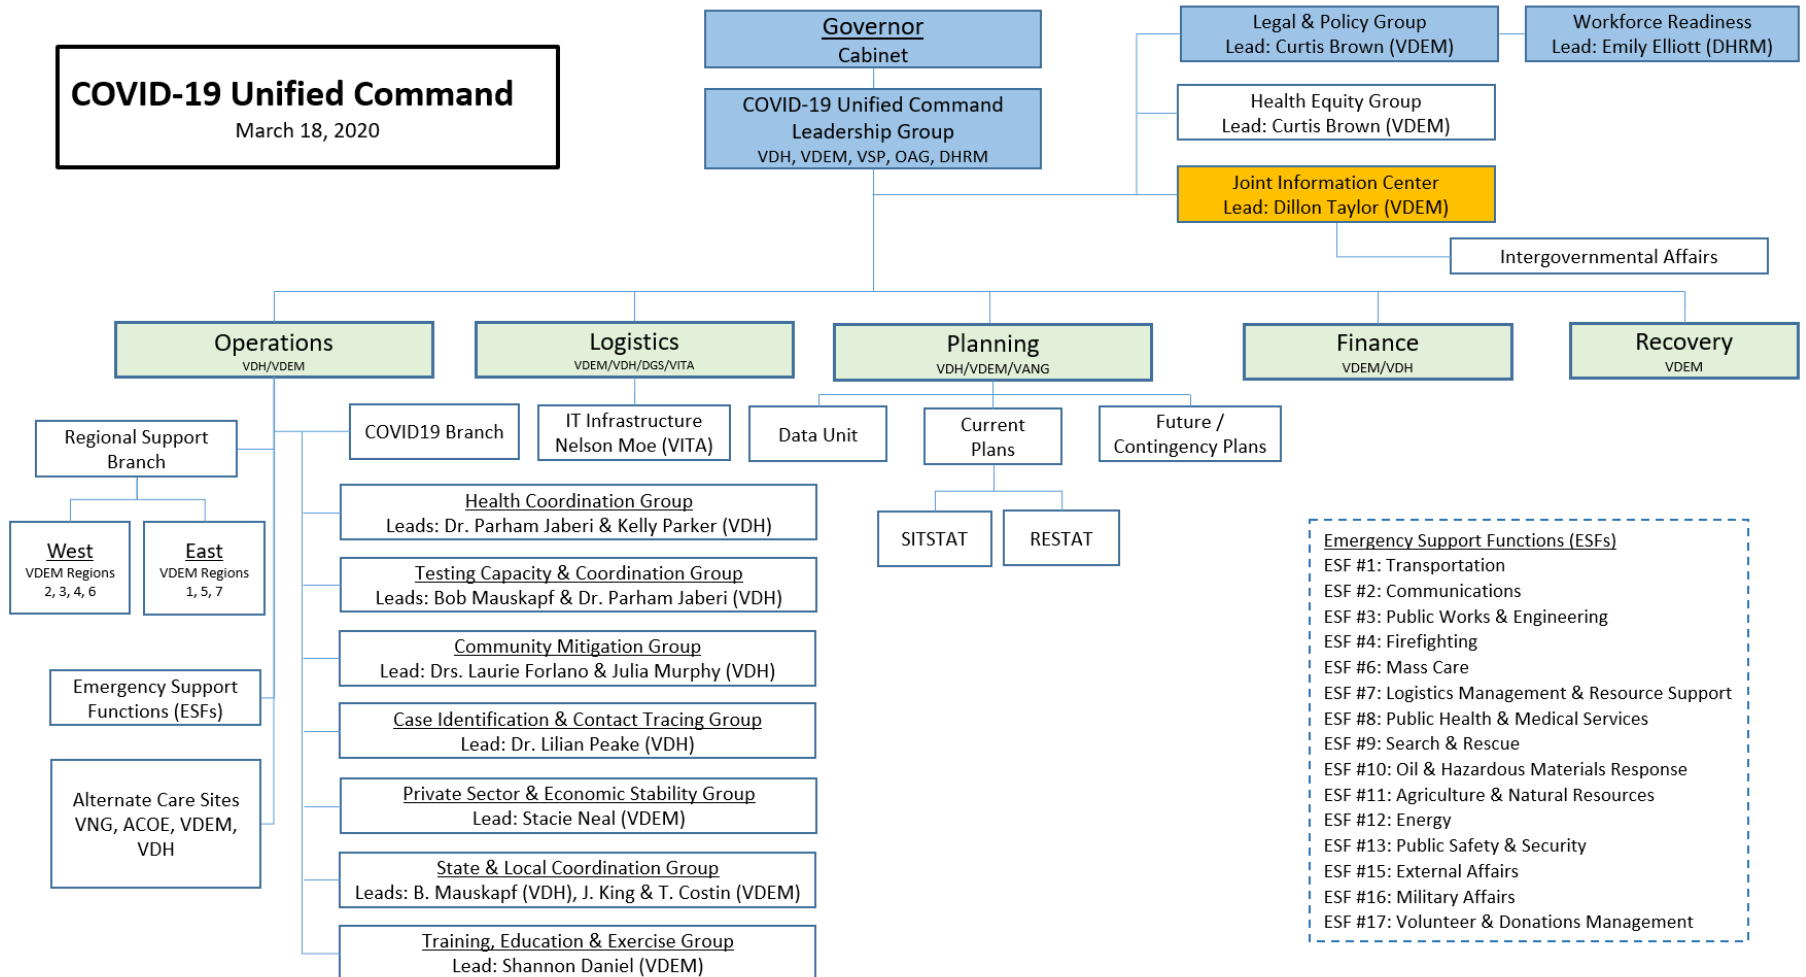 COVID-19 Unified Command
March 18, 2020
Governor
Cabinet
COVID-19 Unified Command
Leadership Group
VDH, VDEM, VSP, OAG, DHRM
Legal & Policy Group
Lead: Curtis Brown (VDEM)
Workforce Readiness
Lead: Emily Elliott (DHRM)
Health Equity Group
Lead: Curtis Brown (VDEM)
Joint Information Center
Lead: Dillon Taylor (VDEM)
Intergovernmental Affairs
Operations
VDH/VDEM
Logistics
VDEM/VDH/DGS/VITA
Planning
VDH/VDEM/VANG
Finance
VDEM/VDH
Recovery
VDEM
Regional Support
Branch
West
VDEM Regions
2, 3, 4, 6
East
VDEM Regions
1, 5, 7
Emergency Support
Functions (ESFs)
Alternate Care Sites
VNG, ACOE, VDEM,
VDH
COVID19 Branch
Health Coordination Group
Leads: Dr. Parham Jaberi & Kelly Parker (VDH)
Testing Capacity & Coordination Group
Leads: Bob Mauskapf & Dr. Parham Jaberi (VDH)
Community Mitigation Group
Lead: Drs. Laurie Forlano & Julia Murphy (VDH)
Case Identification & Contact Tracing Group
Lead: Dr. Lilian Peake (VDH)
Private Sector & Economic Stability Group
Lead: Stacie Neal (VDEM)
State & Local Coordination Group
Leads: B. Mauskapf (VDH), J. King & T. Costin (VDEM)
Training, Education & Exercise Group
Lead: Shannon Daniel (VDEM)
IT Infrastructure
Nelson Moe (VITA)
Data Unit
Current
Plans
Future /
Contingency Plans
SITSTAT
RESTAT
Emergency Support Functions (ESFs)
ESF #1: Transportation
ESF #2: Communications
ESF #3: Public Works & Engineering
ESF #4: Firefighting
ESF #6: Mass Care
ESF #7: Logistics Management & Resource Support
ESF #8: Public Health & Medical Services
ESF #9: Search & Rescue
ESF #10: Oil & Hazardous Materials Response
ESF #11: Agriculture & Natural Resources
ESF #12: Energy
ESF #13: Public Safety & Security
ESF #15: External Affairs
ESF #16: Military Affairs
ESF #17: Volunteer & Donations Management